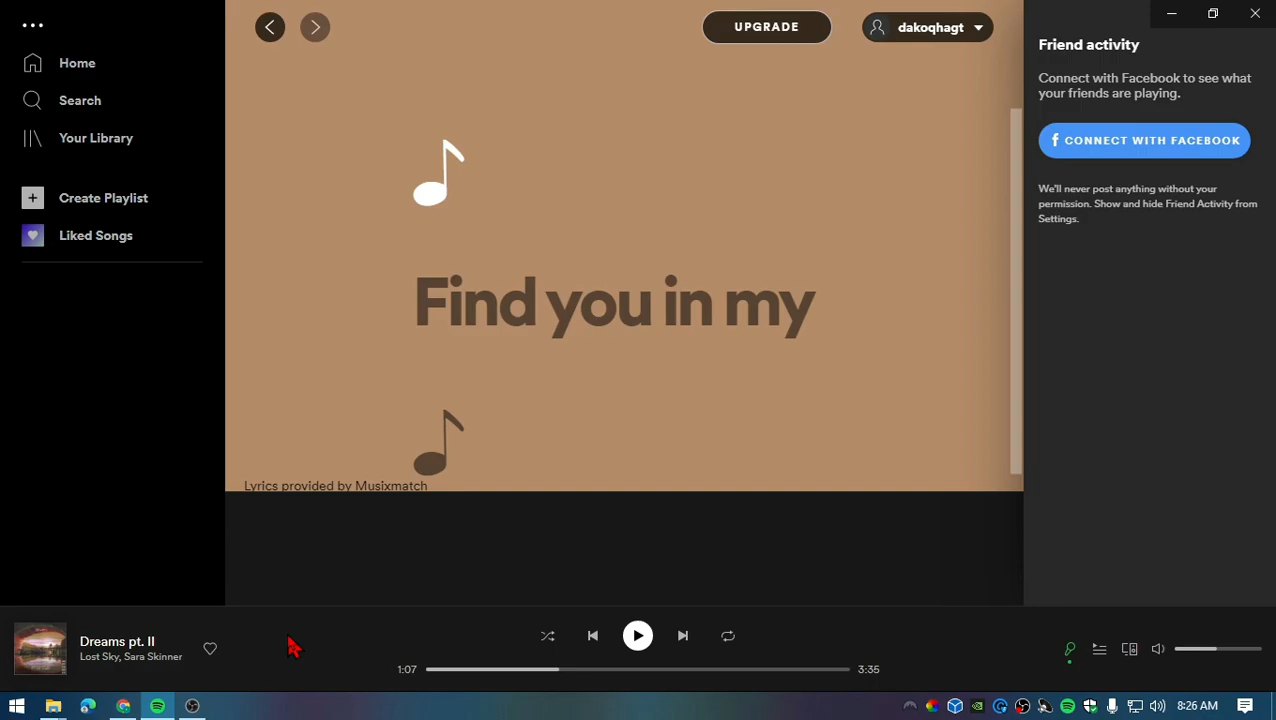 Home
Search
Your Library
Create Playlist
Liked Songs
UPGRADE
dakoqhagt
Find you in my
Lyrics provided by Musixmatch
Friend activity
Connect with Facebook to see what
your friends are playing.
f CONNECT WITH FACEBOOK
We'll never post anything without your
permission. Show and hide Friend Activity from
Settings.
Dreams pt. II
Lost Sky, Sara Skinner
1:07
3:35
8:26 AM